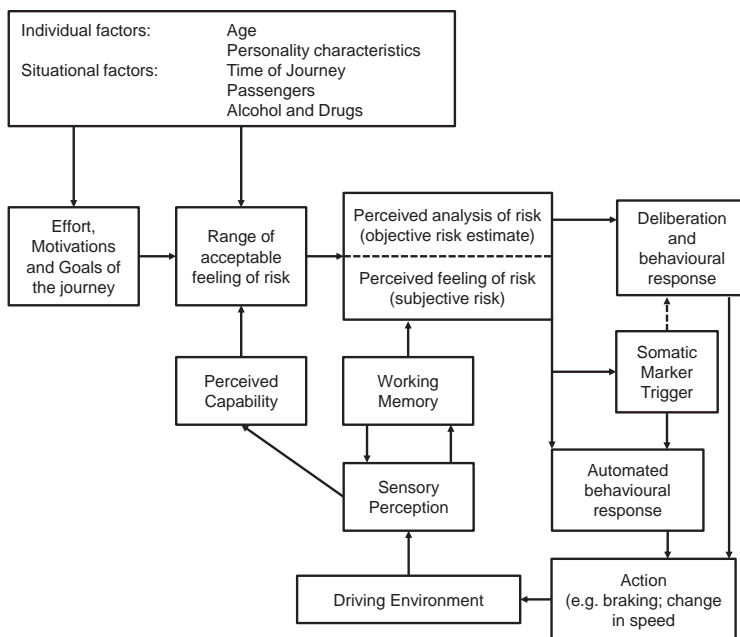 Individual factors: Age
Personality characteristics
Situational factors: Time of Journey
Passengers
Alcohol and Drugs
Effort,
Motivations
and Goals of
the journey
Range of
acceptable
feeling of risk
Perceived analysis of risk
(objective risk estimate)
Perceived feeling of risk
(subjective risk)
Deliberation and
behavioural
response
Perceived
Capability
Working
Memory
Somatic
Marker
Trigger
Sensory
Perception
Automated
behavioural
response
Driving Environment
Action
(e.g. braking; change
in speed